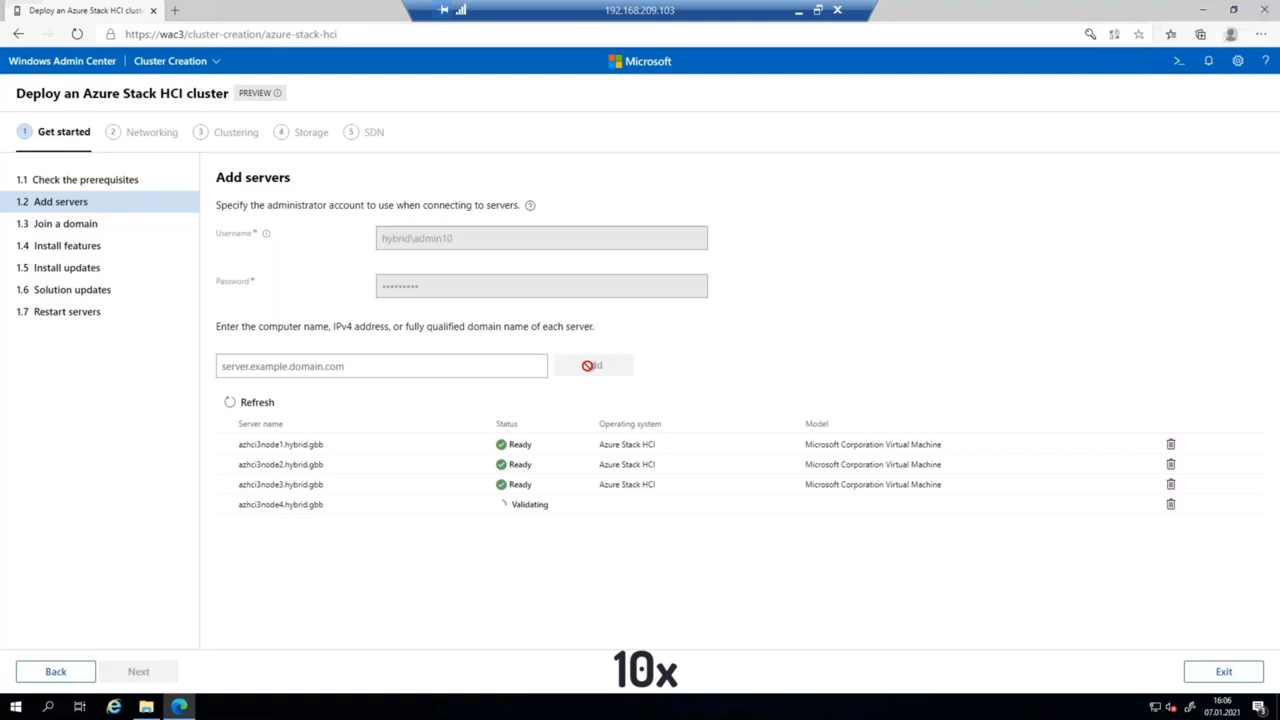 Deploy an Azure Stack HCI clust
192.168.209.103
https://wac3/cluster-creation/azure-stack-hci
Windows Admin Center
Cluster Creation
Microsoft
Deploy an Azure Stack HCI cluster
PREVIEW
1 Get started
2 Networking
3 Clustering
4 Storage
5 SDN
1.1 Check the prerequisites
1.2 Add servers
1.3 Join a domain
1.4 Install features
1.5 Install updates
1.6 Solution updates
1.7 Restart servers
Add servers
Specify the administrator account to use when connecting to servers.
Username*
hybrid\admin10
Password*
•••••••••
Enter the computer name, IPv4 address, or fully qualified domain name of each server.
server.example.domain.com
Refresh
Server name Status Operating system Model
azhci3node1.hybrid.gbb Ready Azure Stack HCI Microsoft Corporation Virtual Machine
azhci3node2.hybrid.gbb Ready Azure Stack HCI Microsoft Corporation Virtual Machine
azhci3node3.hybrid.gbb Ready Azure Stack HCI Microsoft Corporation Virtual Machine
azhci3node4.hybrid.gbb Validating
Back
Next
10x
Exit
16:06
07.01.2021
3